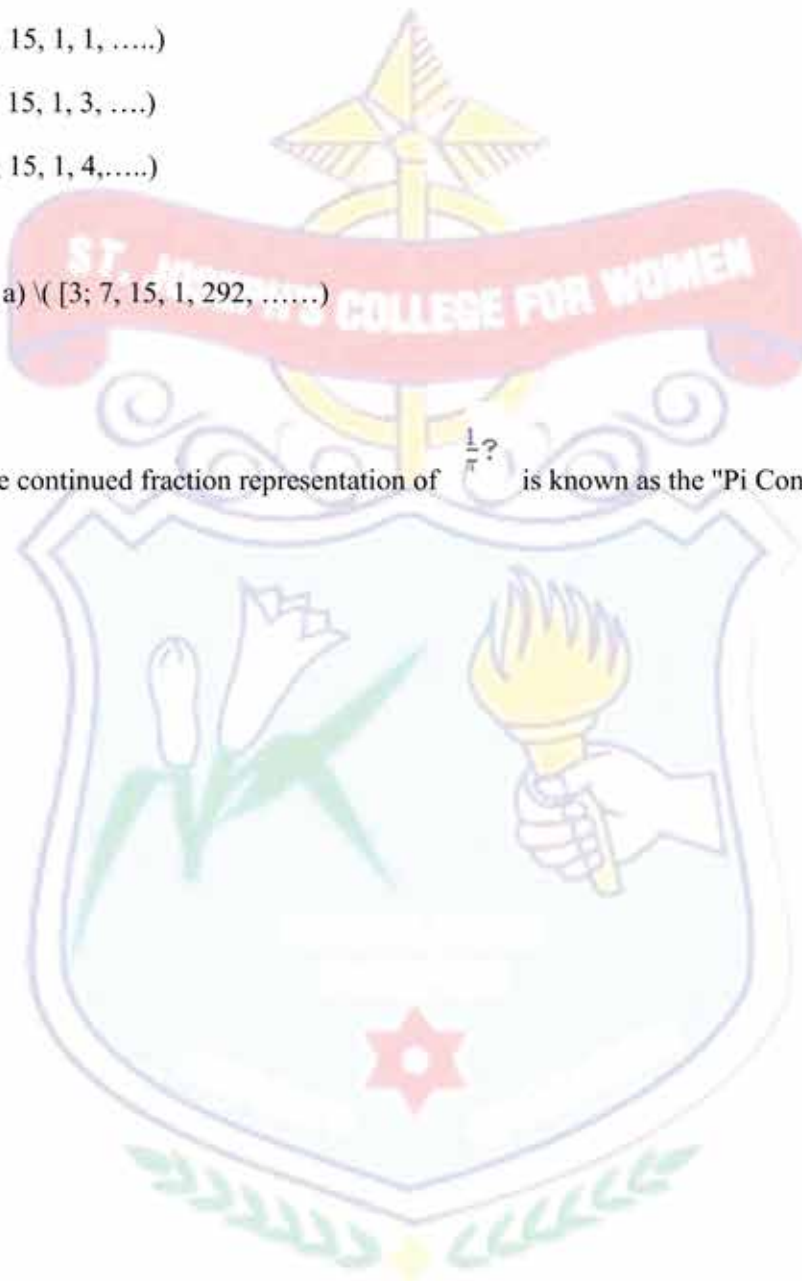 , 15, 1, 1, …..)
15, 1, 3, ….)
, 15, 1, 4,…..)
ST. JOSEPH'S COLLEGE FOR WOMEN
a) \( [3; 7, 15, 1, 292, ……)
e continued fraction representation of ? is known as the "Pi Con